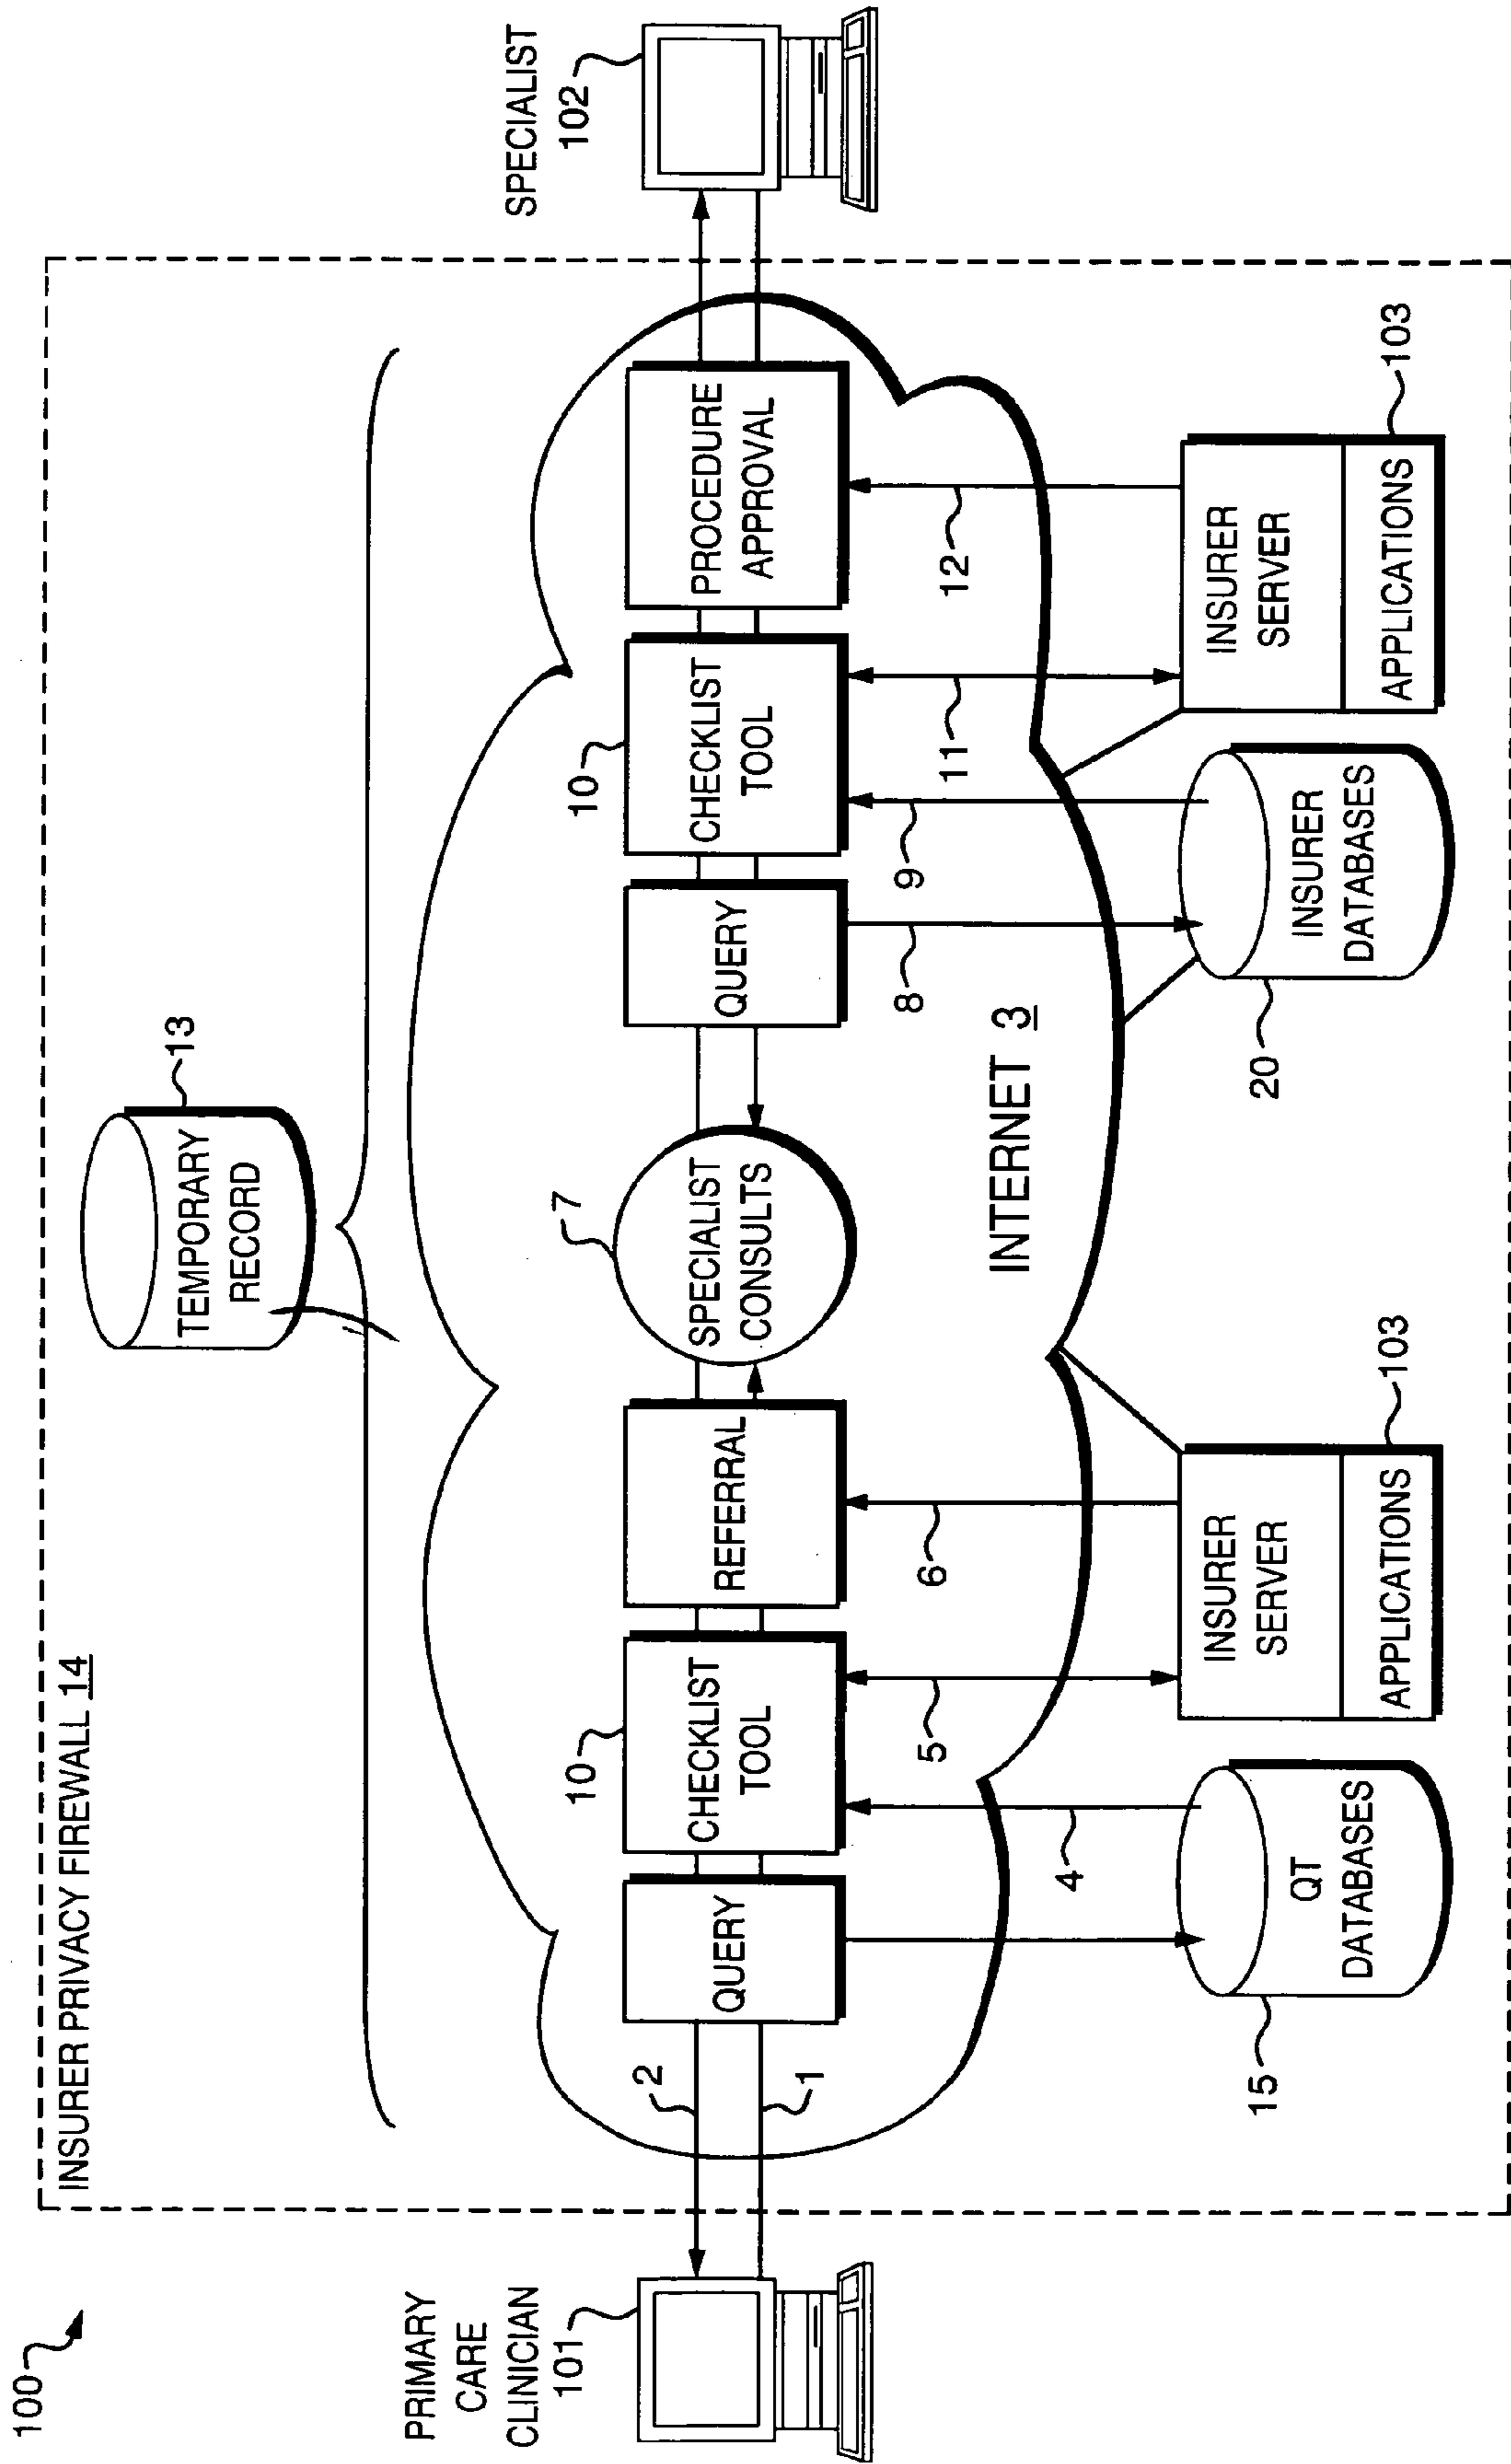 100
INSURER PRIVACY FIREWALL 14
TEMPORARY
RECORD
13
PRIMARY
CARE
CLINICIAN
101
SPECIALIST
102
2
1
QUERY
10
CHECKLIST
TOOL
REFERRAL
7
SPECIALIST
CONSULTS
QUERY
10
CHECKLIST
TOOL
PROCEDURE
APPROVAL
4
5
6
INTERNET 3
8
9
11
12
15
QT
DATABASES
INSURER
SERVER
APPLICATIONS
103
20
INSURER
DATABASES
INSURER
SERVER
APPLICATIONS
103